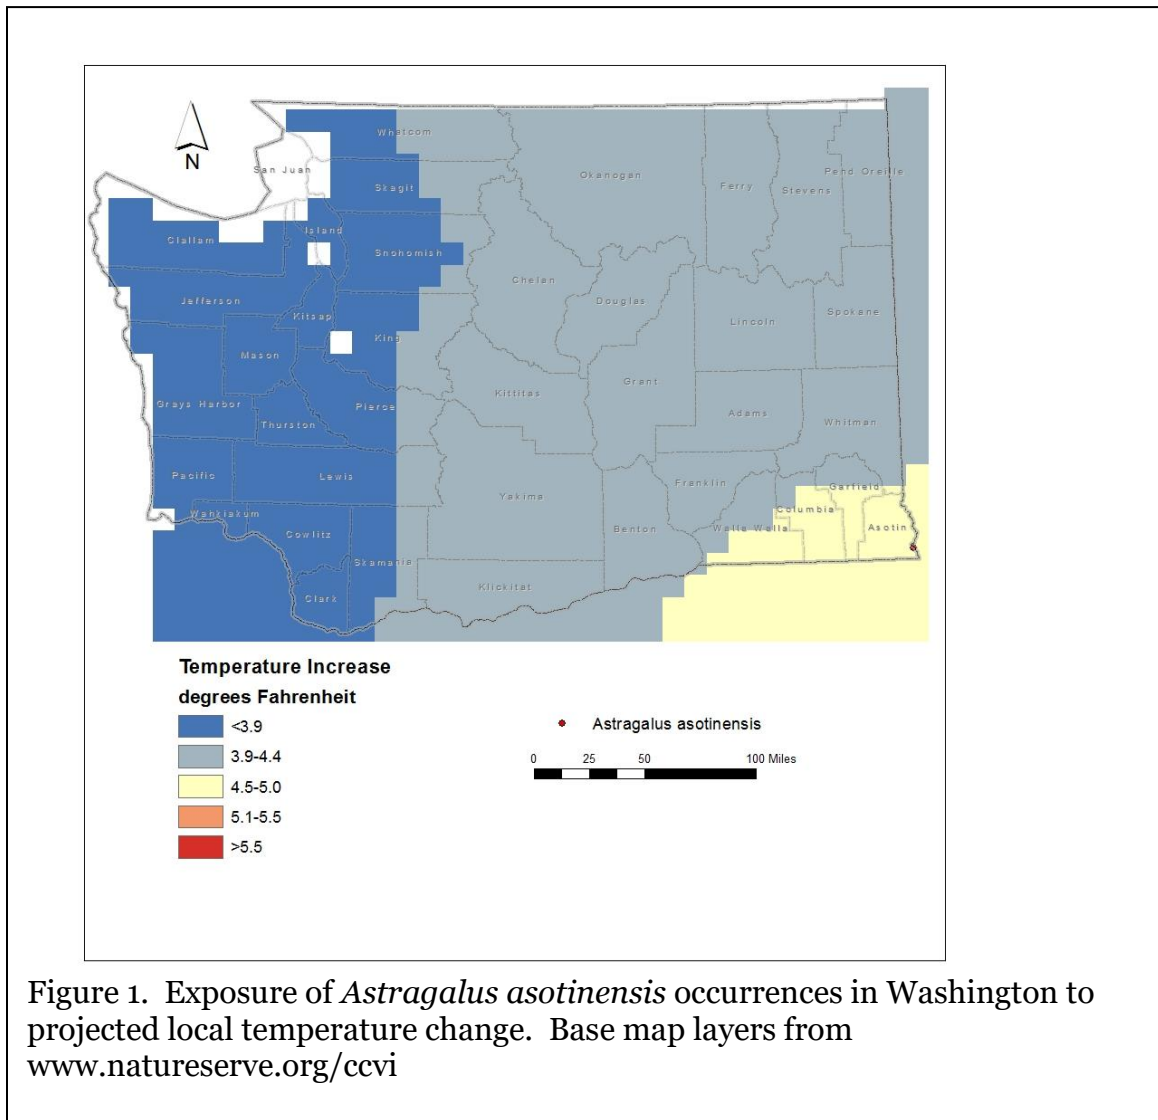 N
Whatcom
San Juan
Okanogan
Ferry
Stevens
Pend Oreille
Skagit
Island
Clallam
Snohomish
Chelan
Jefferson
Kitsap
Douglas
Lincoln
Spokane
King
Mason
Kittitas
Grant
Grays Harbor
Pierce
Adams
Whitman
Thurston
Pacific
Lewis
Yakima
Franklin
Garfield
Wahkiakum
Columbia
Cowlitz
Benton
Walla Walla
Asotin
Skamania
Klickitat
Clark
Temperature Increase
degrees Fahrenheit
<3.9
3.9-4.4
4.5-5.0
5.1-5.5
>5.5
Astragalus asotinensis
0 25 50 100 Miles
Figure 1. Exposure of Astragalus asotinensis occurrences in Washington to
projected local temperature change. Base map layers from
www.natureserve.org/ccvi